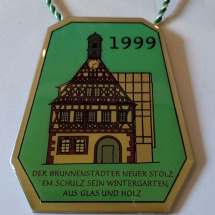 1999
DER BRUNNENSTÄDTER NEUER STOLZ
'EM SCHULZ SEIN WINTERGARTEN,
AUS GLAS UND HOLZ